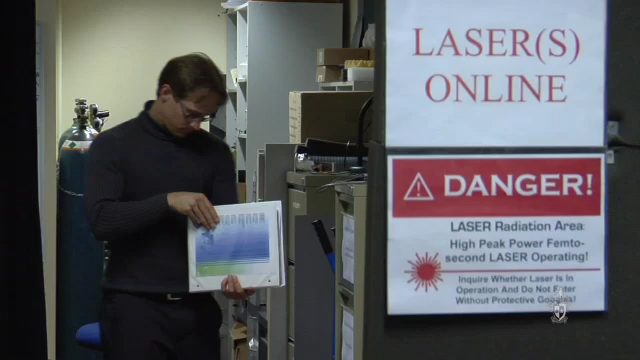 LASER(S)
ONLINE
DANGER!
LASER Radiation Area:
High Peak Power Femto-
second LASER Operating!
Inquire Whether Laser Is In
Operation And Do Not Enter
Without Protective Goggles!